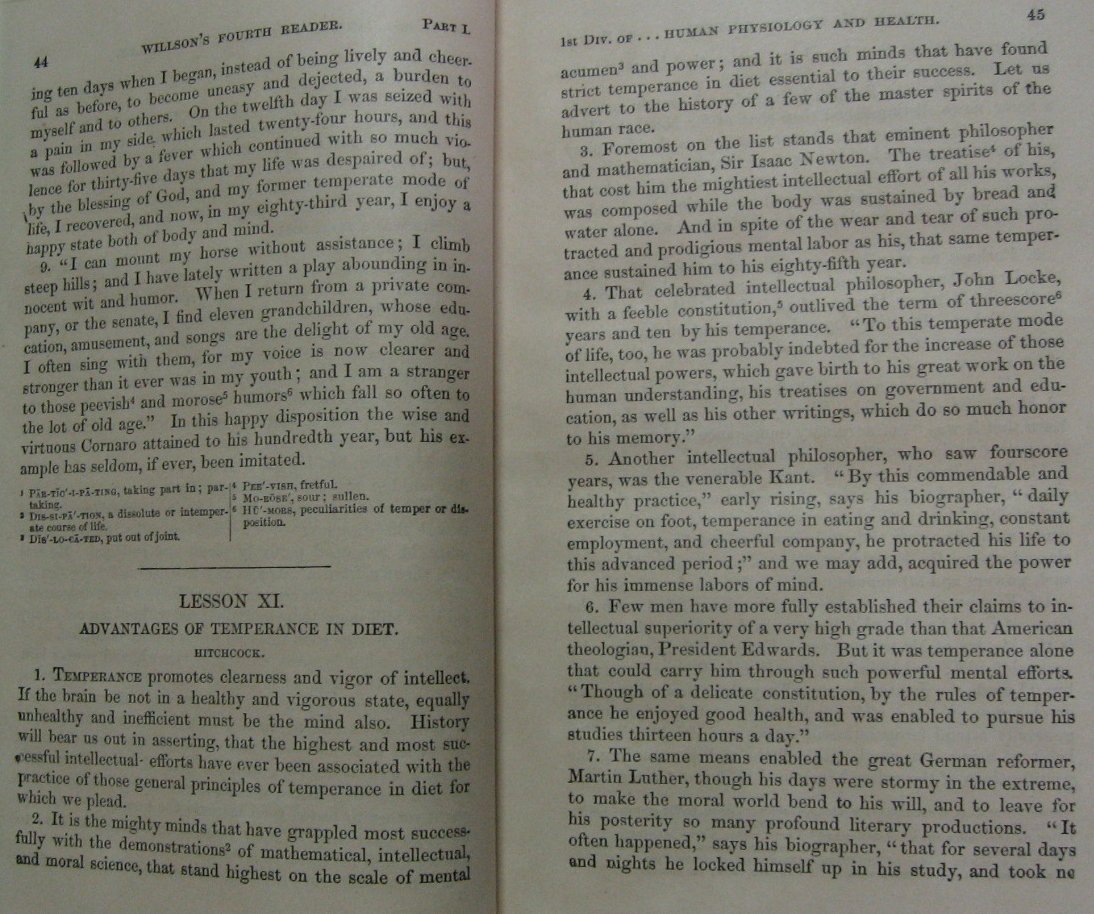 44
WILLSON'S FOURTH READER.
PART I.
ing ten days when I began, instead of being lively and cheer-
ful as before, to become uneasy and dejected, a burden to
myself and to others. On the twelfth day I was seized with
a pain in my side, which lasted twenty-four hours, and this
was followed by a fever which continued with so much vio-
lence for thirty-five days that my life was despaired of; but,
by the blessing of God, and my former temperate mode of
life, I recovered, and now, in my eighty-third year, I enjoy a
happy state both of body and mind.
9. "I can mount my horse without assistance; I climb
steep hills; and I have lately written a play abounding in in-
nocent wit and humor. When I return from a private com-
pany, or the senate, I find eleven grandchildren, whose edu-
cation, amusement, and songs are the delight of my old age.
I often sing with them, for my voice is now clearer and
stronger than it ever was in my youth; and I am a stranger
to those peevish⁴ and morose⁵ humors⁶ which fall so often to
the lot of old age." In this happy disposition the wise and
virtuous Cornaro attained to his hundredth year, but his ex-
ample has seldom, if ever, been imitated.
¹ PÄR-TĬC'-I-PĀ-TING, taking part in; par-
taking.
² DIS-SI-PĀ'-TION, a dissolute or intemper-
ate course of life.
³ DĬS'-LO-CĀ-TED, put out of joint.
⁴ PEE'-VISH, fretful.
⁵ MO-RŌSE', sour; sullen.
⁶ HŪ'-MORS, peculiarities of temper or dis-
position.
LESSON XI.
ADVANTAGES OF TEMPERANCE IN DIET.
HITCHCOCK.
1. TEMPERANCE promotes clearness and vigor of intellect.
If the brain be not in a healthy and vigorous state, equally
unhealthy and inefficient must be the mind also. History
will bear us out in asserting, that the highest and most suc-
cessful intellectual efforts have ever been associated with the
practice of those general principles of temperance in diet for
which we plead.
2. It is the mighty minds that have grappled most success-
fully with the demonstrations² of mathematical, intellectual,
and moral science, that stand highest on the scale of mental
1st DIV. OF . . . HUMAN PHYSIOLOGY AND HEALTH.
45
acumen³ and power; and it is such minds that have found
strict temperance in diet essential to their success. Let us
advert to the history of a few of the master spirits of the
human race.
3. Foremost on the list stands that eminent philosopher
and mathematician, Sir Isaac Newton. The treatise⁴ of his,
that cost him the mightiest intellectual effort of all his works,
was composed while the body was sustained by bread and
water alone. And in spite of the wear and tear of such pro-
tracted and prodigious mental labor as his, that same temper-
ance sustained him to his eighty-fifth year.
4. That celebrated intellectual philosopher, John Locke,
with a feeble constitution,⁵ outlived the term of threescore⁶
years and ten by his temperance. "To this temperate mode
of life, too, he was probably indebted for the increase of those
intellectual powers, which gave birth to his great work on the
human understanding, his treatises on government and edu-
cation, as well as his other writings, which do so much honor
to his memory."
5. Another intellectual philosopher, who saw fourscore
years, was the venerable Kant. "By this commendable and
healthy practice," early rising, says his biographer, "daily
exercise on foot, temperance in eating and drinking, constant
employment, and cheerful company, he protracted his life to
this advanced period;" and we may add, acquired the power
for his immense labors of mind.
6. Few men have more fully established their claims to in-
tellectual superiority of a very high grade than that American
theologian, President Edwards. But it was temperance alone
that could carry him through such powerful mental efforts.
"Though of a delicate constitution, by the rules of temper-
ance he enjoyed good health, and was enabled to pursue his
studies thirteen hours a day."
7. The same means enabled the great German reformer,
Martin Luther, though his days were stormy in the extreme,
to make the moral world bend to his will, and to leave for
his posterity so many profound literary productions. "It
often happened," says his biographer, "that for several days
and nights he locked himself up in his study, and took no